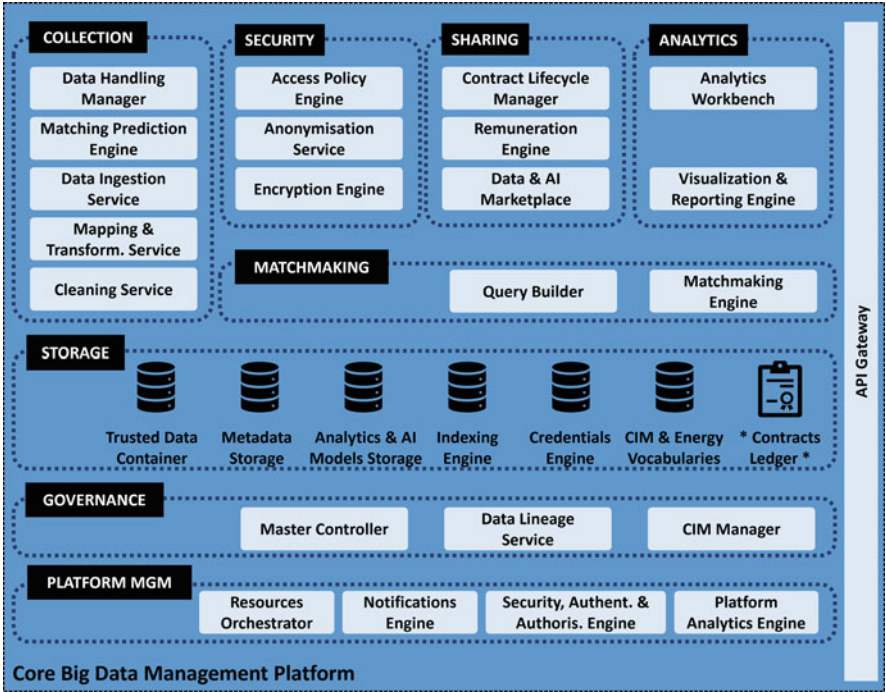 COLLECTION
Data Handling
Manager
Matching Prediction
Engine
Data Ingestion
Service
Mapping &
Transform. Service
Cleaning Service
SECURITY
Access Policy
Engine
Anonymisation
Service
Encryption Engine
SHARING
Contract Lifecycle
Manager
Remuneration
Engine
Data & AI
Marketplace
ANALYTICS
Analytics
Workbench
Visualization &
Reporting Engine
MATCHMAKING
Query Builder
Matchmaking
Engine
STORAGE
Trusted Data
Container
Metadata
Storage
Analytics & AI
Models Storage
Indexing
Engine
Credentials
Engine
CIM & Energy
Vocabularies
* Contracts
Ledger *
GOVERNANCE
Master Controller
Data Lineage
Service
CIM Manager
PLATFORM MGM
Resources
Orchestrator
Notifications
Engine
Security, Authent. &
Authoris. Engine
Platform
Analytics Engine
API Gateway
Core Big Data Management Platform